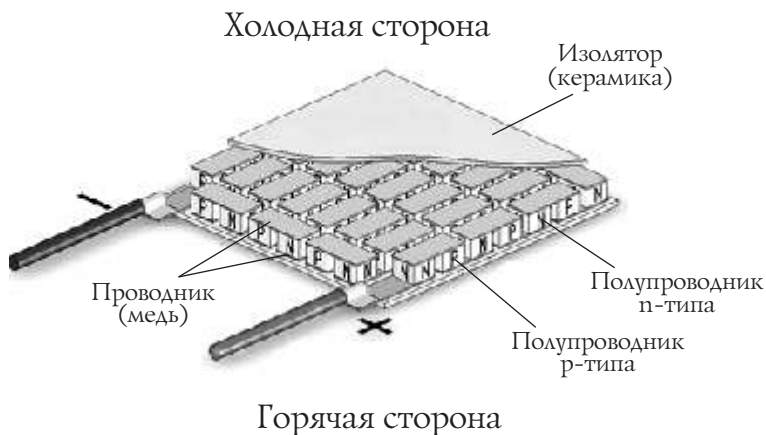 Холодная сторона
Изолятор
(керамика)
Проводник
(медь)
Полупроводник
n-типа
Полупроводник
p-типа
Горячая сторона